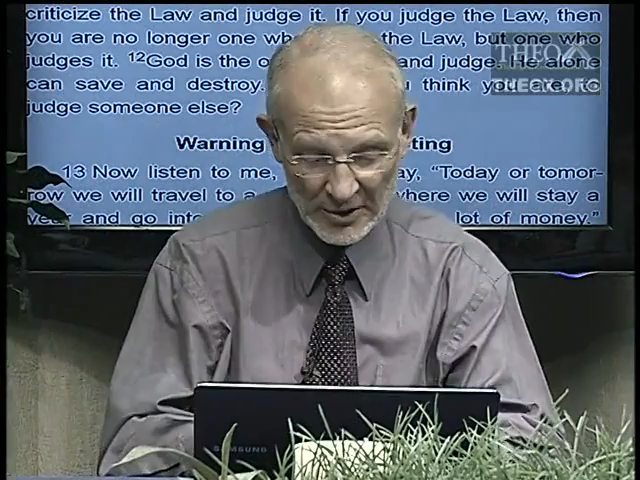 criticize the Law and judge it. If you judge the Law, then
you are no longer one the Law, but one who
judges it. 12God is the and judge. He alone
can save and destroy. think you are, to
judge someone else?
Warning ting
13 Now listen to me, ay, "Today or tomor-
row we will travel to a where we will stay a
year and go into lot of money."
THEO
WEEK.ORG
SAMSUNG